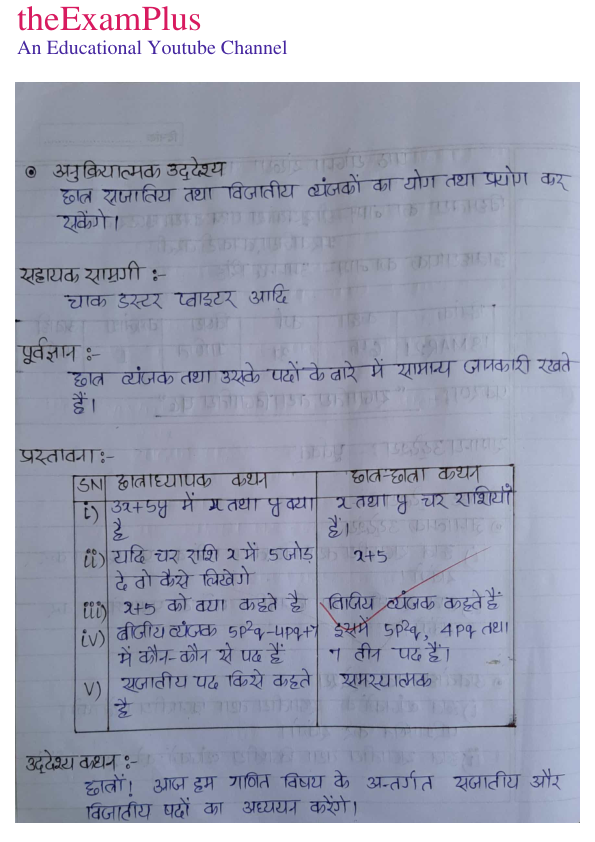 theExamPlus
An Educational Youtube Channel
अनुक्रियात्मक उद्देश्य
छात्र सजातिय तथा विजातीय व्यंजकों का योग तथा प्रयोग कर
सकेंगे।
सहायक सामग्री :-
चाक डस्टर प्वाइंटर आदि
पूर्वज्ञान :-
छात्र व्यंजक तथा उसके पदों के बारे में सामान्य जानकारी रखते
हैं।
प्रस्तावना :-
SN छात्राध्यापक कथन छात्र-छात्रा कथन
i) 3x+5y में x तथा y क्या x तथा y चर राशियाँ
है हैं।
ii) यदि चर राशि x में 5 जोड़ x+5
दे तो कैसे लिखेंगे
iii) x+5 को क्या कहते है विजिय व्यंजक कहते हैं
iv) बीजीय व्यंजक 5p²q-4pq+7 इसमें 5p²q, 4pq तथा
में कौन-कौन से पद हैं 7 तीन पद हैं।
v) सजातीय पद किसे कहते समस्यात्मक
है
उद्देश्य कथन :-
छात्रों! आज हम गणित विषय के अन्तर्गत सजातीय और
विजातीय पदों का अध्ययन करेंगे।